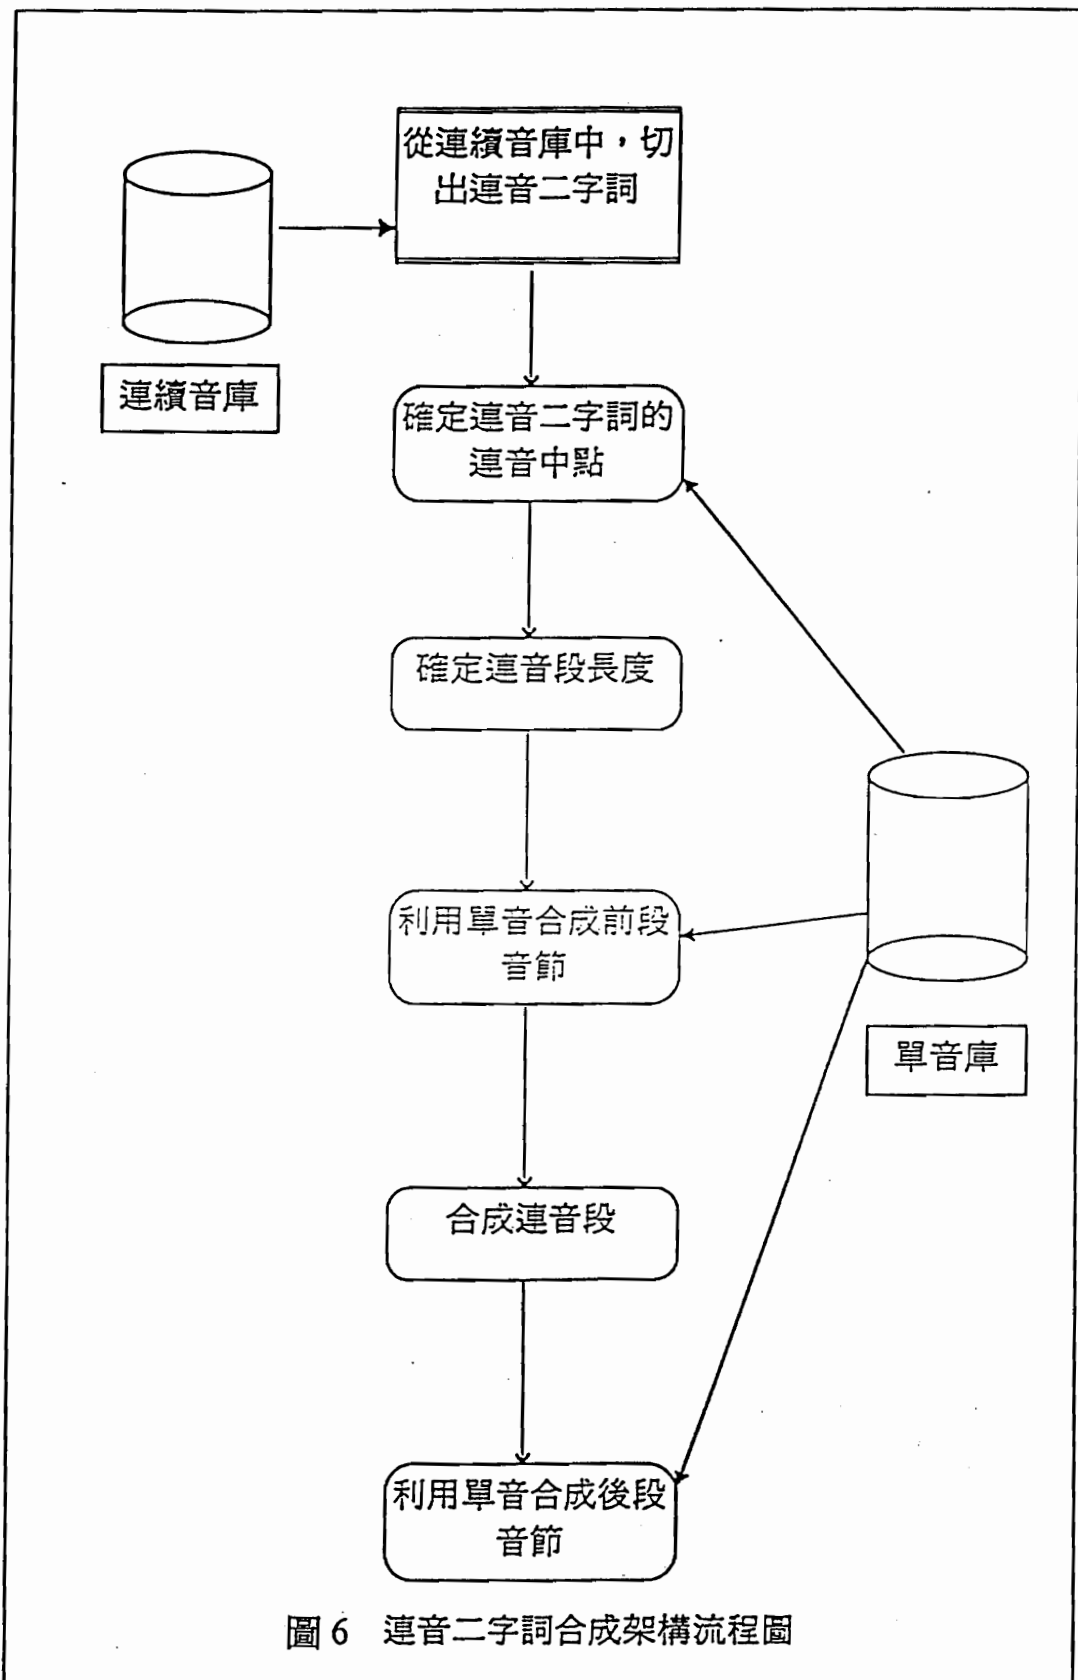 從連續音庫中，切
出連音二字詞
連續音庫
確定連音二字詞的
連音中點
確定連音段長度
利用單音合成前段
音節
單音庫
合成連音段
利用單音合成後段
音節
圖 6 連音二字詞合成架構流程圖